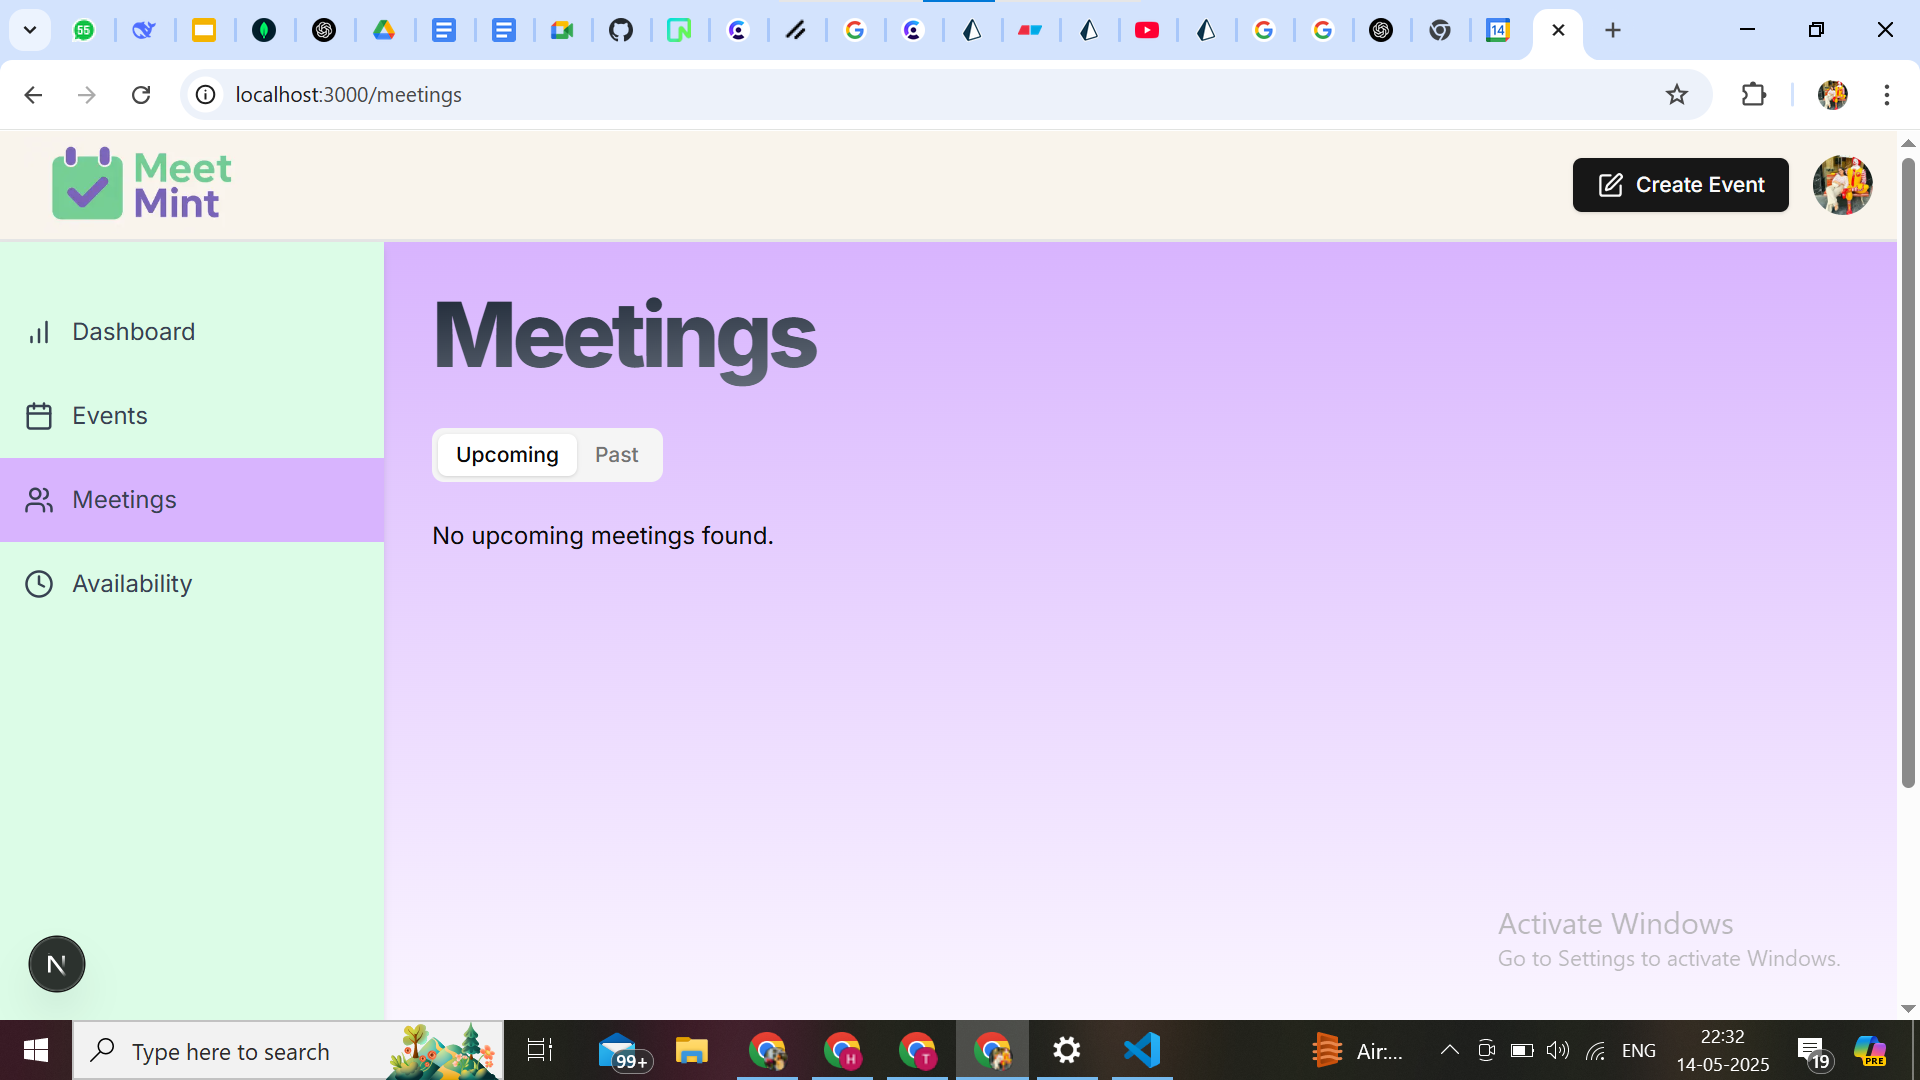 55
14
localhost:3000/meetings
Meet
Mint
Create Event
Dashboard
Events
Meetings
Availability
Meetings
Upcoming
Past
No upcoming meetings found.
N
Activate Windows
Go to Settings to activate Windows.
Type here to search
99+
H
T
Air:...
ENG
22:32
14-05-2025
19
PRE